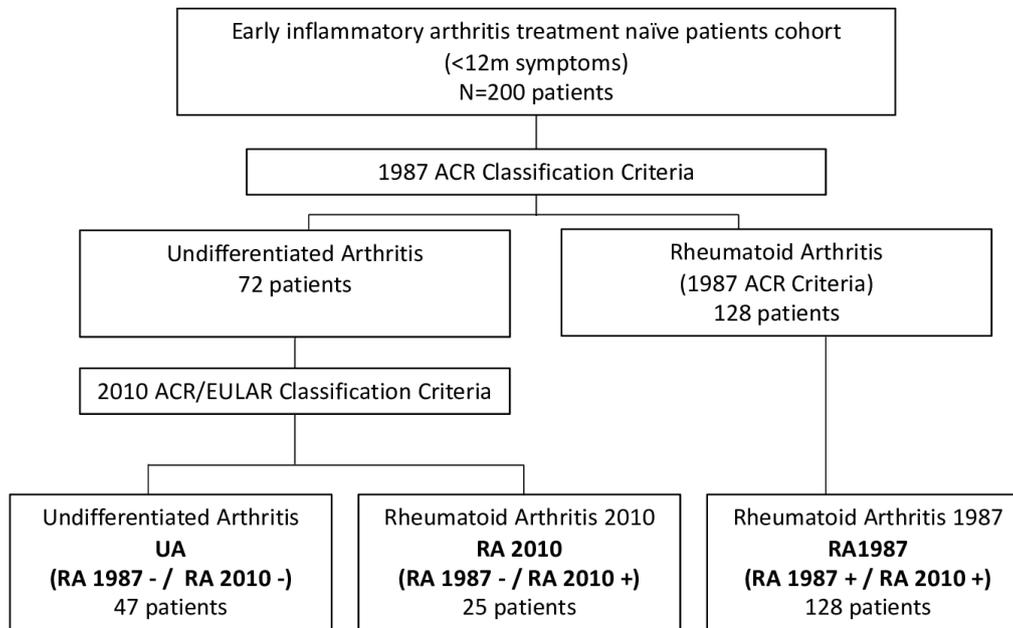 Early inflammatory arthritis treatment naïve patients cohort
(<12m symptoms)
N=200 patients
1987 ACR Classification Criteria
Undifferentiated Arthritis
72 patients
Rheumatoid Arthritis
(1987 ACR Criteria)
128 patients
2010 ACR/EULAR Classification Criteria
Undifferentiated Arthritis
UA
(RA 1987 - / RA 2010 -)
47 patients
Rheumatoid Arthritis 2010
RA 2010
(RA 1987 - / RA 2010 +)
25 patients
Rheumatoid Arthritis 1987
RA1987
(RA 1987 + / RA 2010 +)
128 patients